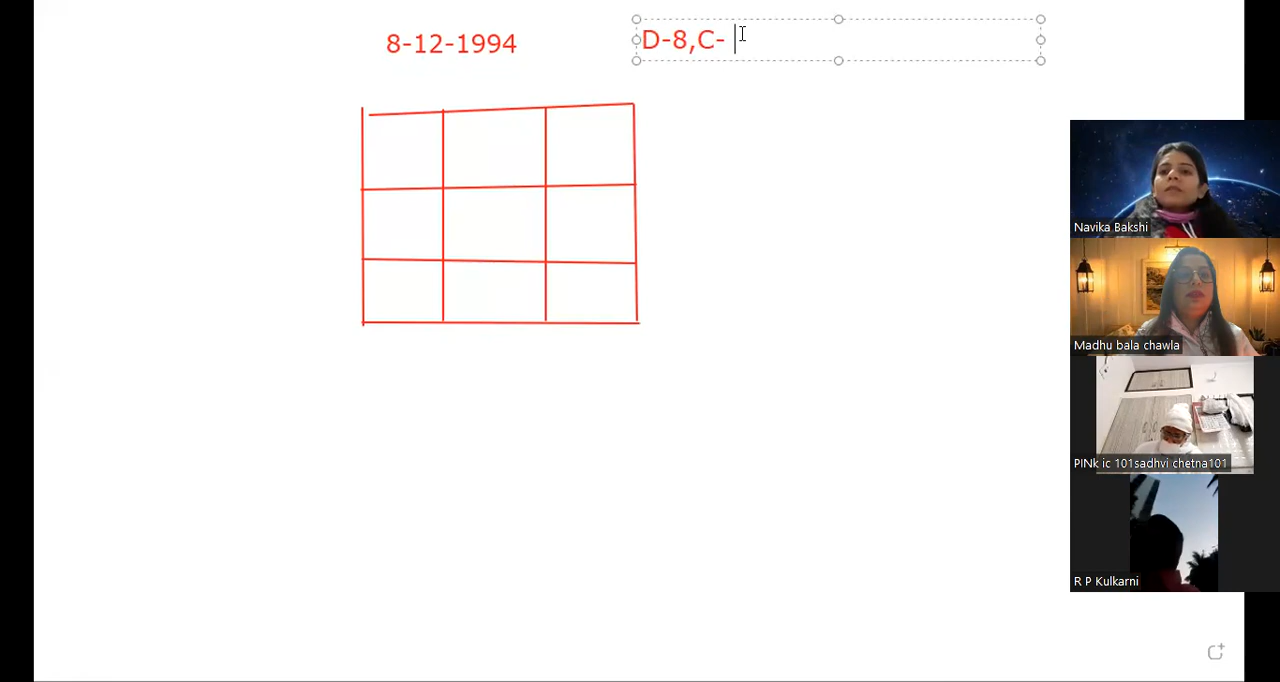 8-12-1994
D-8,C-
Navika Bakshi
Madhu bala chawla
PINk ic 101sadhvi chetna101
R P Kulkarni